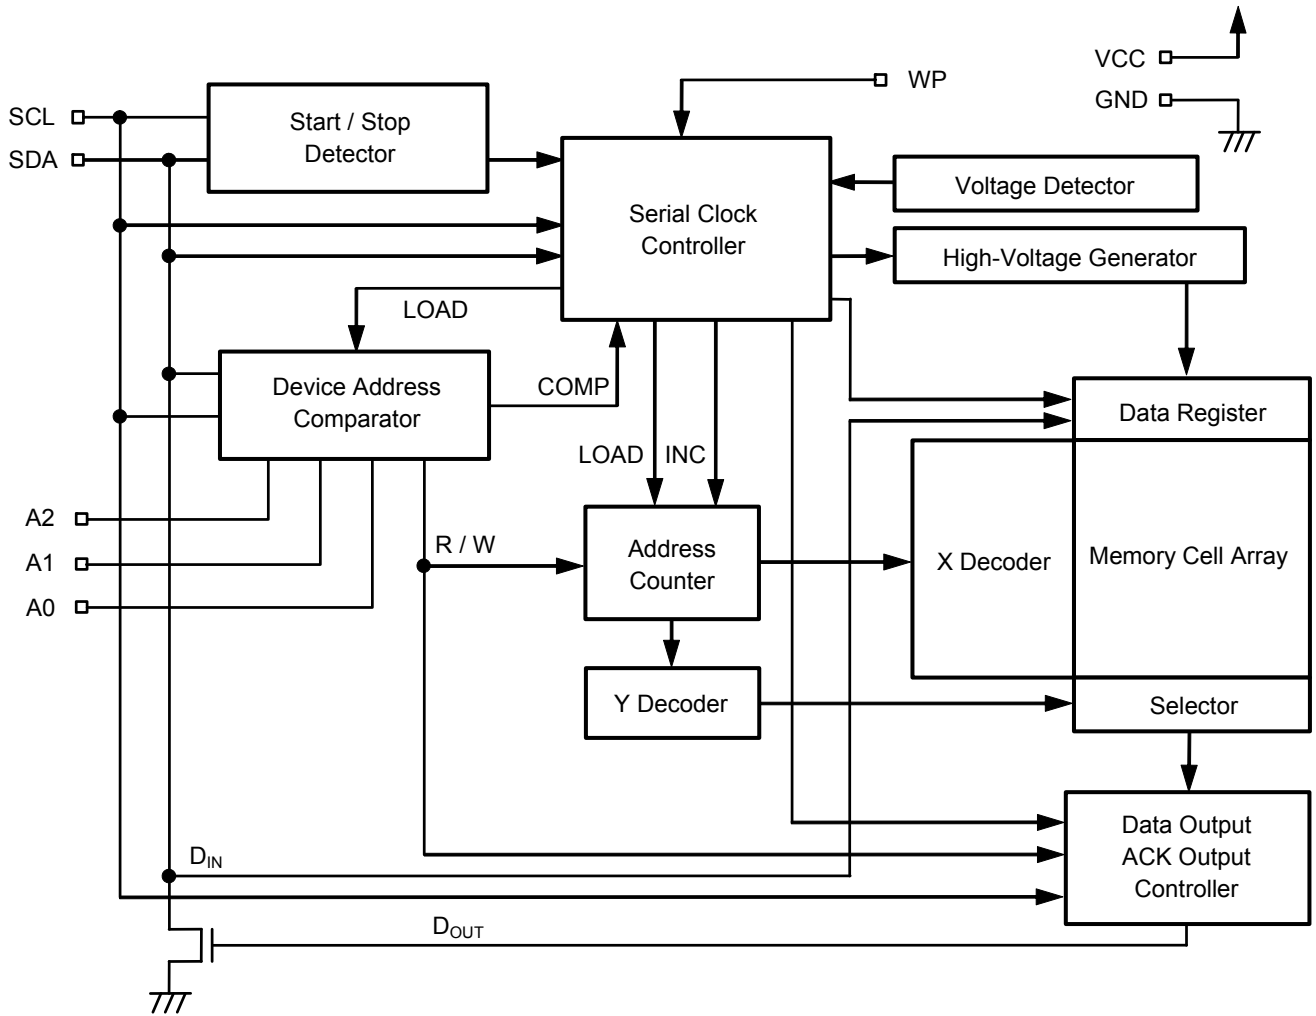 VCC
WP
GND
SCL
SDA
Start / Stop
Detector
Voltage Detector
Serial Clock
Controller
High-Voltage Generator
LOAD
Device Address
Comparator
COMP
Data Register
LOAD
INC
A2
A1
A0
R / W
Address
Counter
X Decoder
Memory Cell Array
Y Decoder
Selector
Data Output
ACK Output
Controller
DIN
DOUT